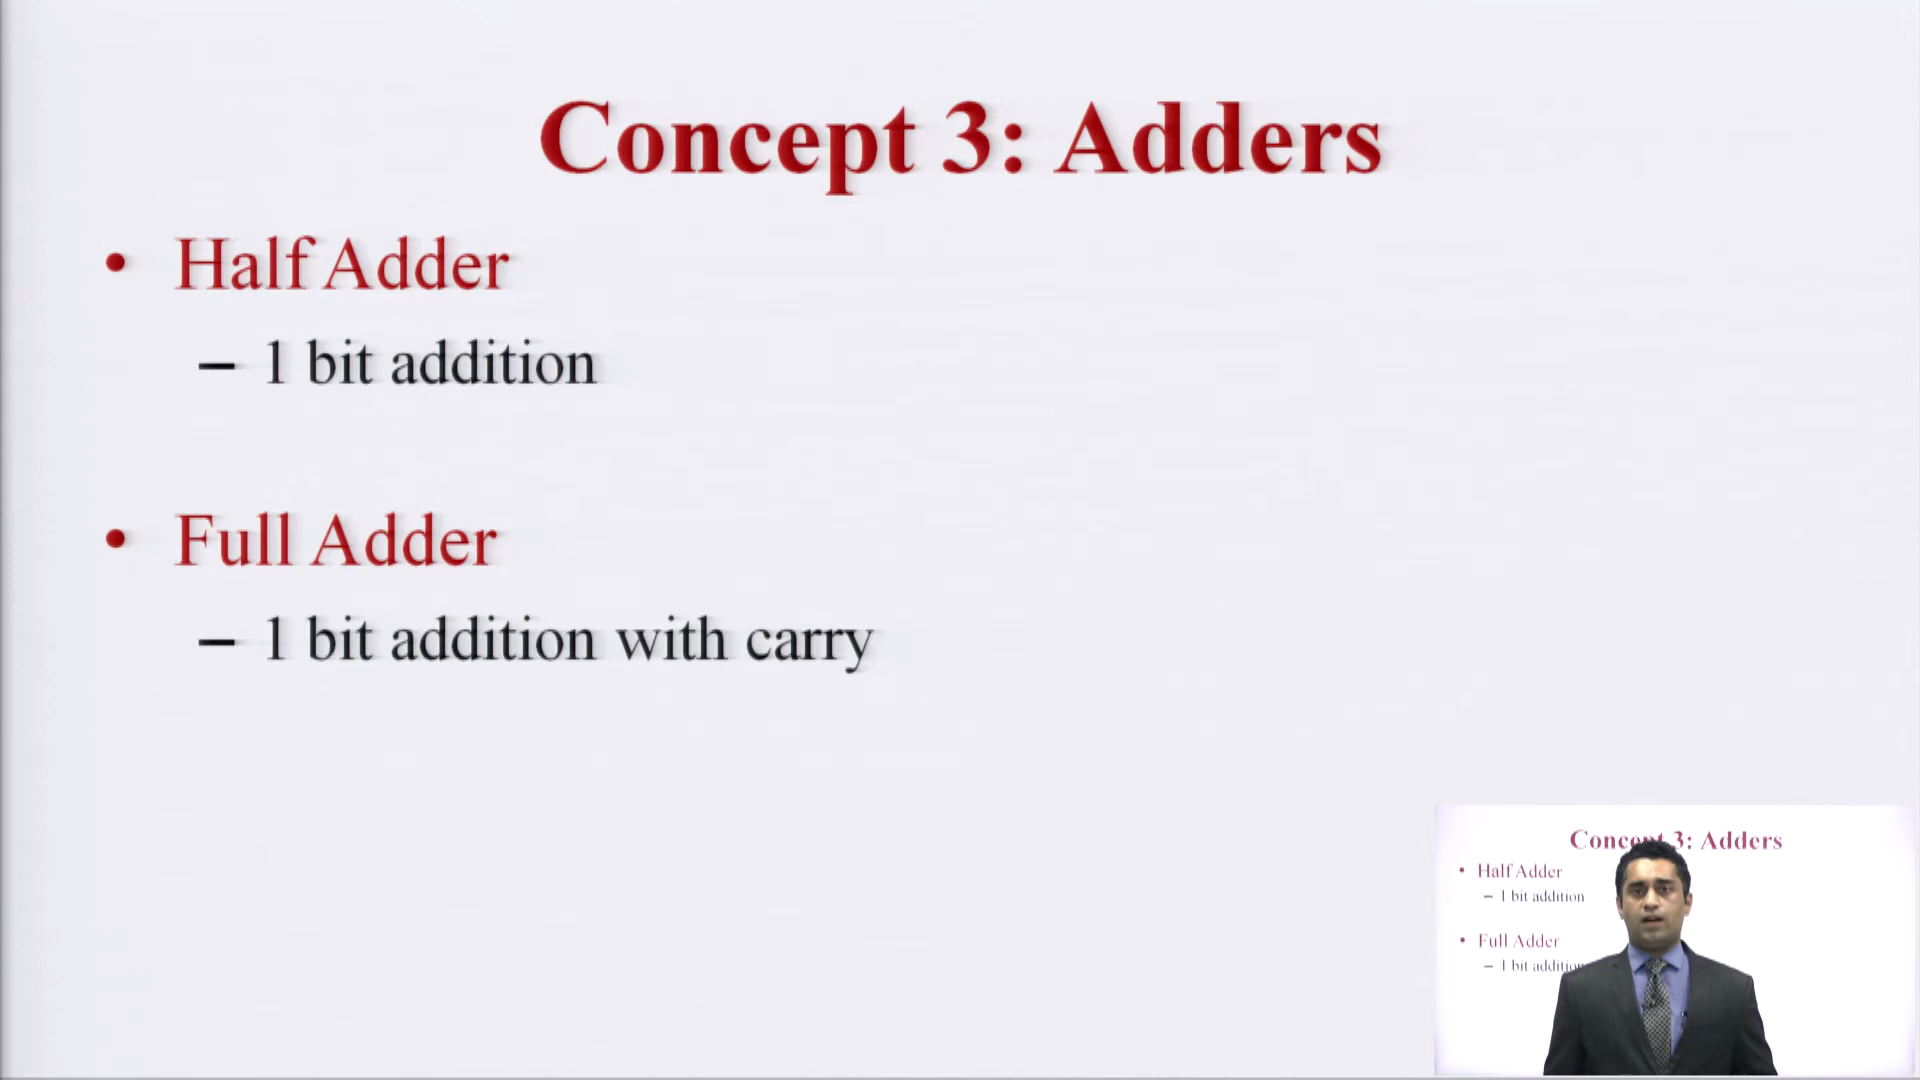 Concept 3: Adders
• Half Adder
– 1 bit addition
• Full Adder
– 1 bit addition with carry
Concept 3: Adders
• Half Adder
– 1 bit addition
• Full Adder
– 1 bit addition